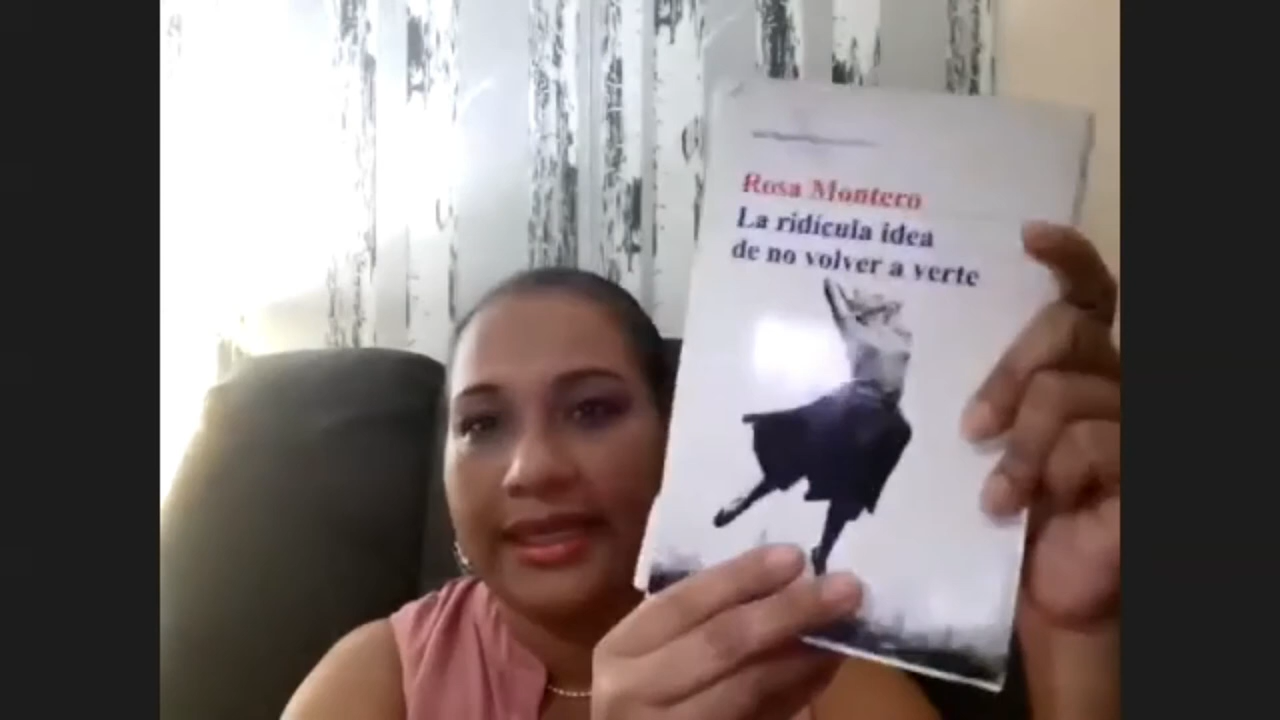 Rosa Montero
La ridícula idea
de no volver a verte